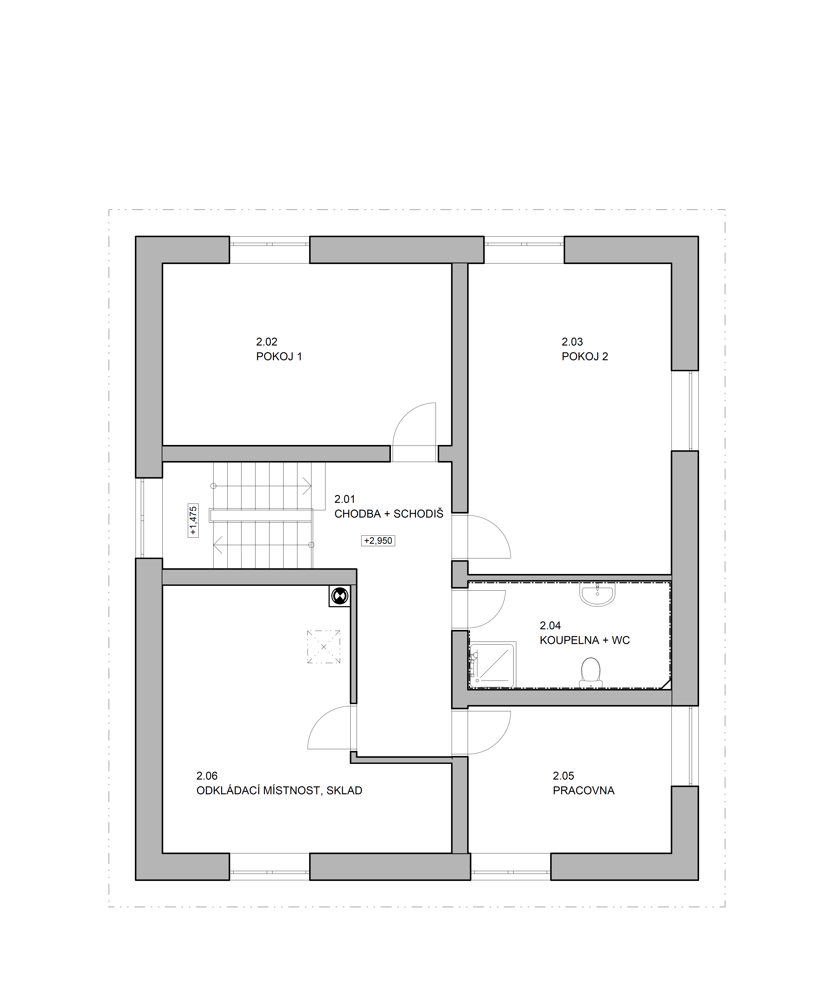 2.02
POKOJ 1
2.03
POKOJ 2
2.01
CHODBA + SCHODIŠ
+1,475
+2,950
2.04
KOUPELNA + WC
2.06
ODKLÁDACÍ MÍSTNOST, SKLAD
2.05
PRACOVNA